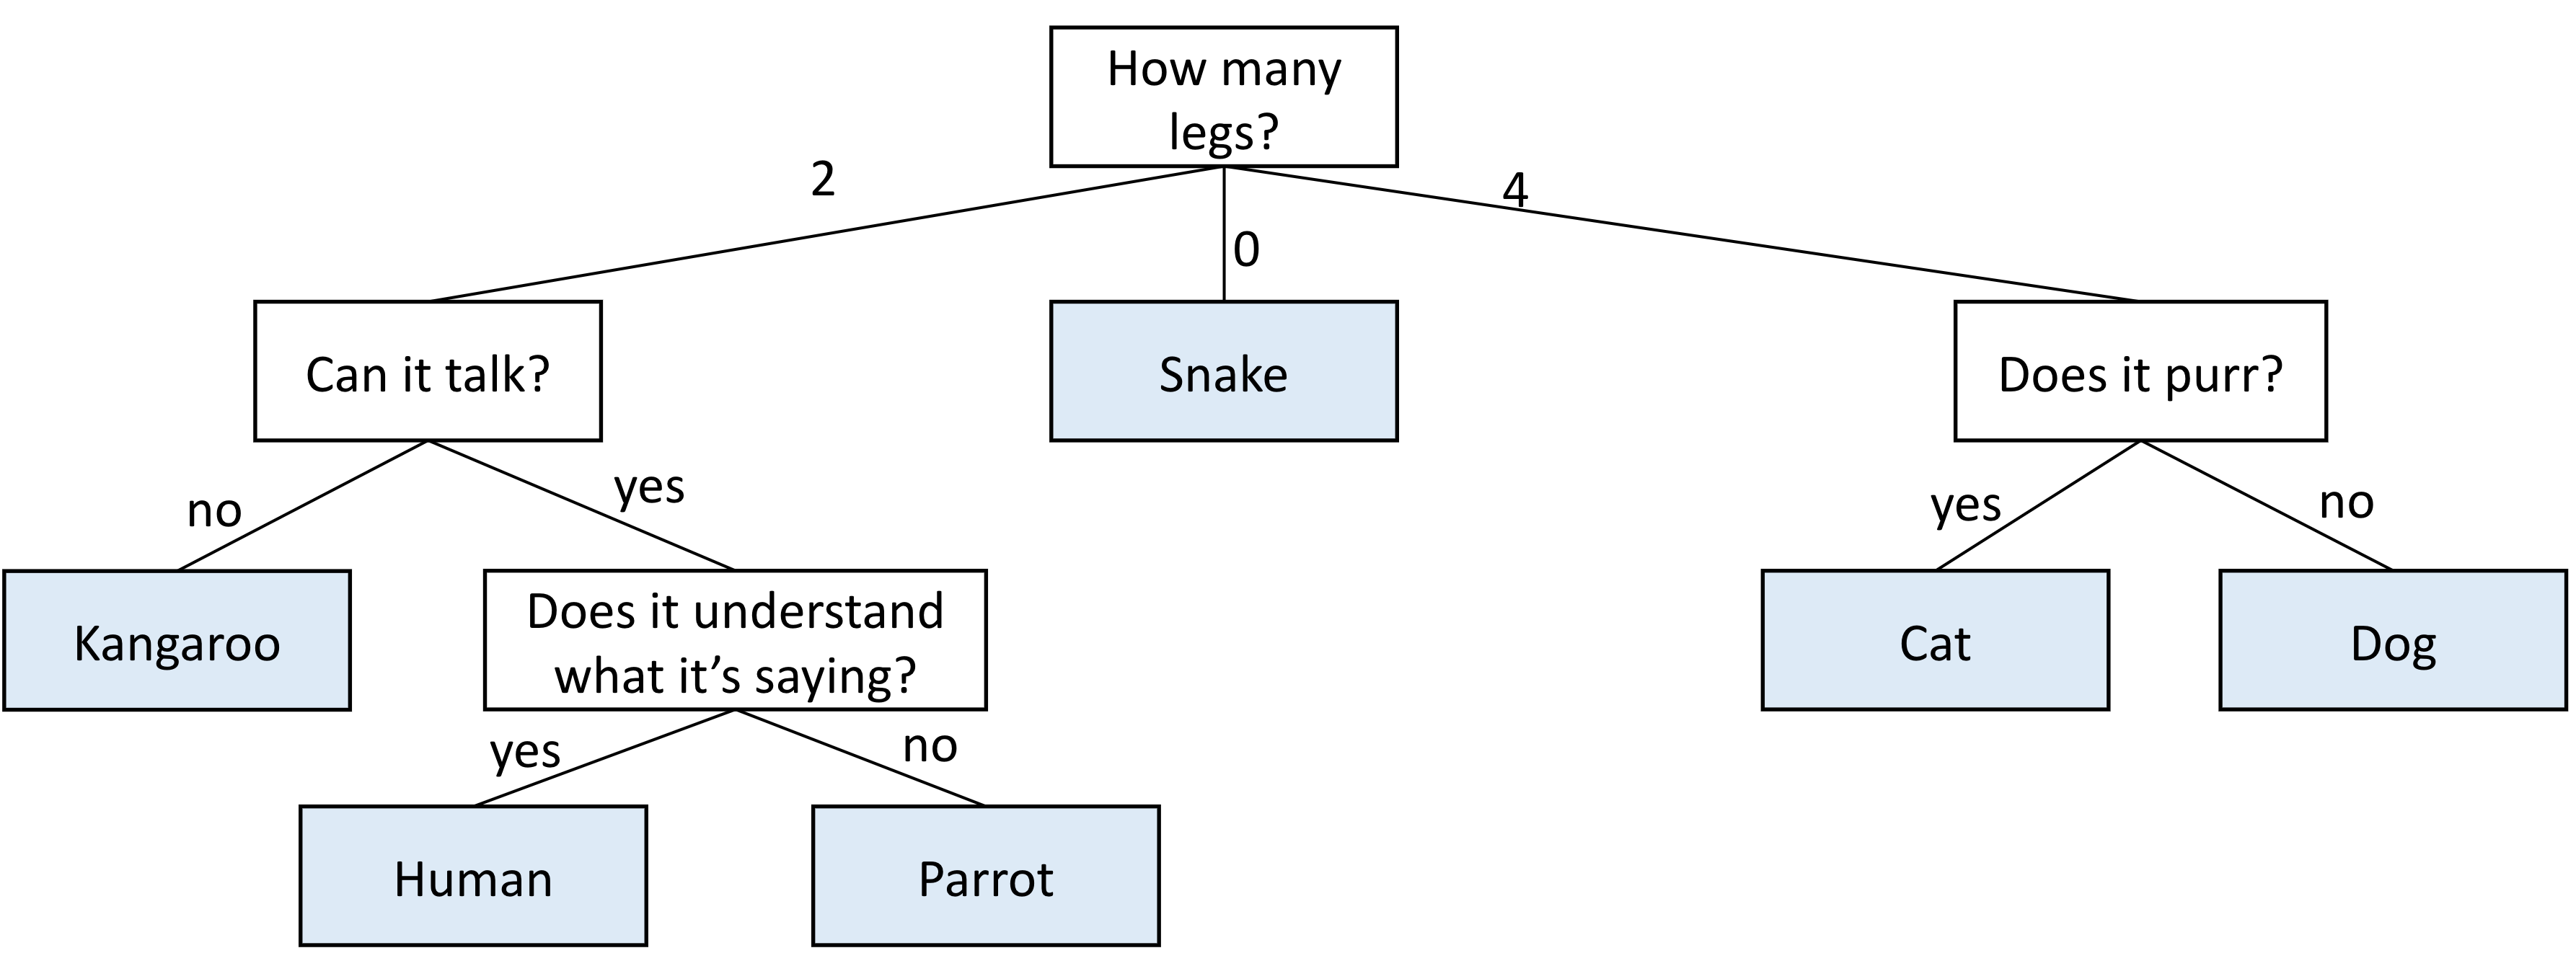 How many
legs?
2
4
0
Can it talk?
Snake
Does it purr?
no
yes
yes
no
Kangaroo
Does it understand
what it’s saying?
Cat
Dog
yes
no
Human
Parrot